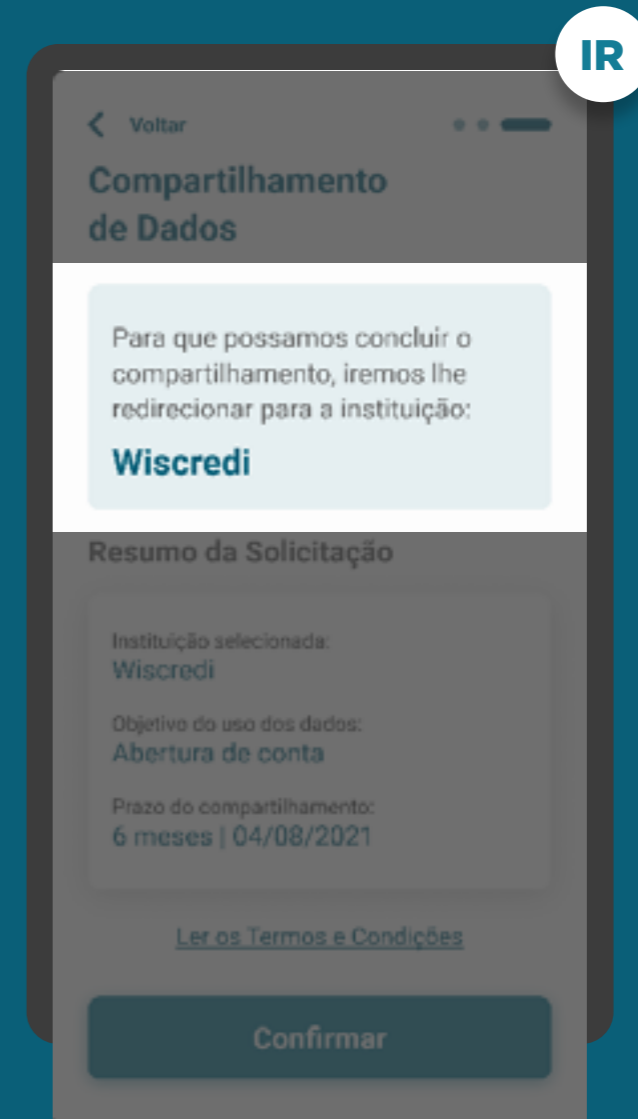 IR
Voltar
Compartilhamento
de Dados
Para que possamos concluir o
compartilhamento, iremos lhe
redirecionar para a instituição:
Wiscredi
Resumo da Solicitação
Instituição selecionada:
Wiscredi
Objetivo do uso dos dados:
Abertura de conta
Prazo do compartilhamento:
6 meses | 04/08/2021
Ler os Termos e Condições
Confirmar